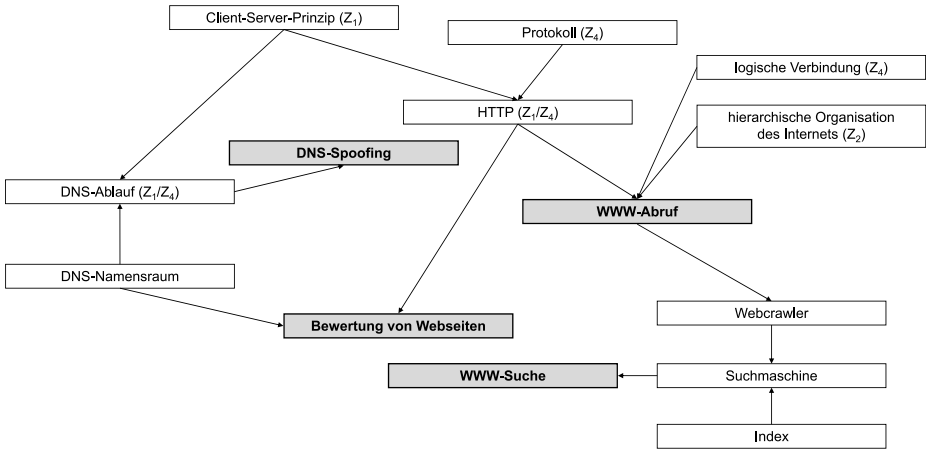 Client-Server-Prinzip (Z₁)
Protokoll (Z₄)
logische Verbindung (Z₄)
HTTP (Z₁/Z₄)
hierarchische Organisation
des Internets (Z₂)
DNS-Spoofing
DNS-Ablauf (Z₁/Z₄)
WWW-Abruf
DNS-Namensraum
Webcrawler
Bewertung von Webseiten
WWW-Suche
Suchmaschine
Index